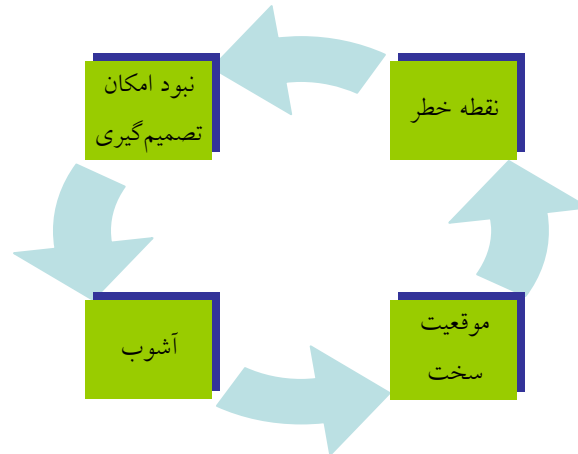 نقطه خطر
نبود امکان
تصمیم‌گیری
آشوب
موقعیت
سخت